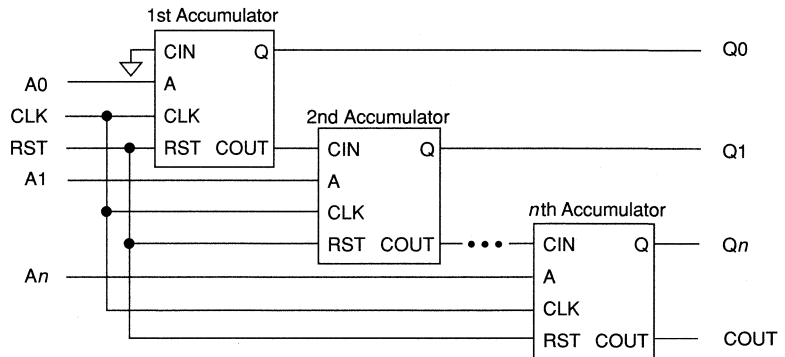 1st Accumulator
CIN Q Q0
A0 A
CLK CLK
2nd Accumulator
RST RST COUT CIN Q Q1
A1 A
CLK
nth Accumulator
RST COUT CIN Q Qn
An A
CLK
RST COUT COUT